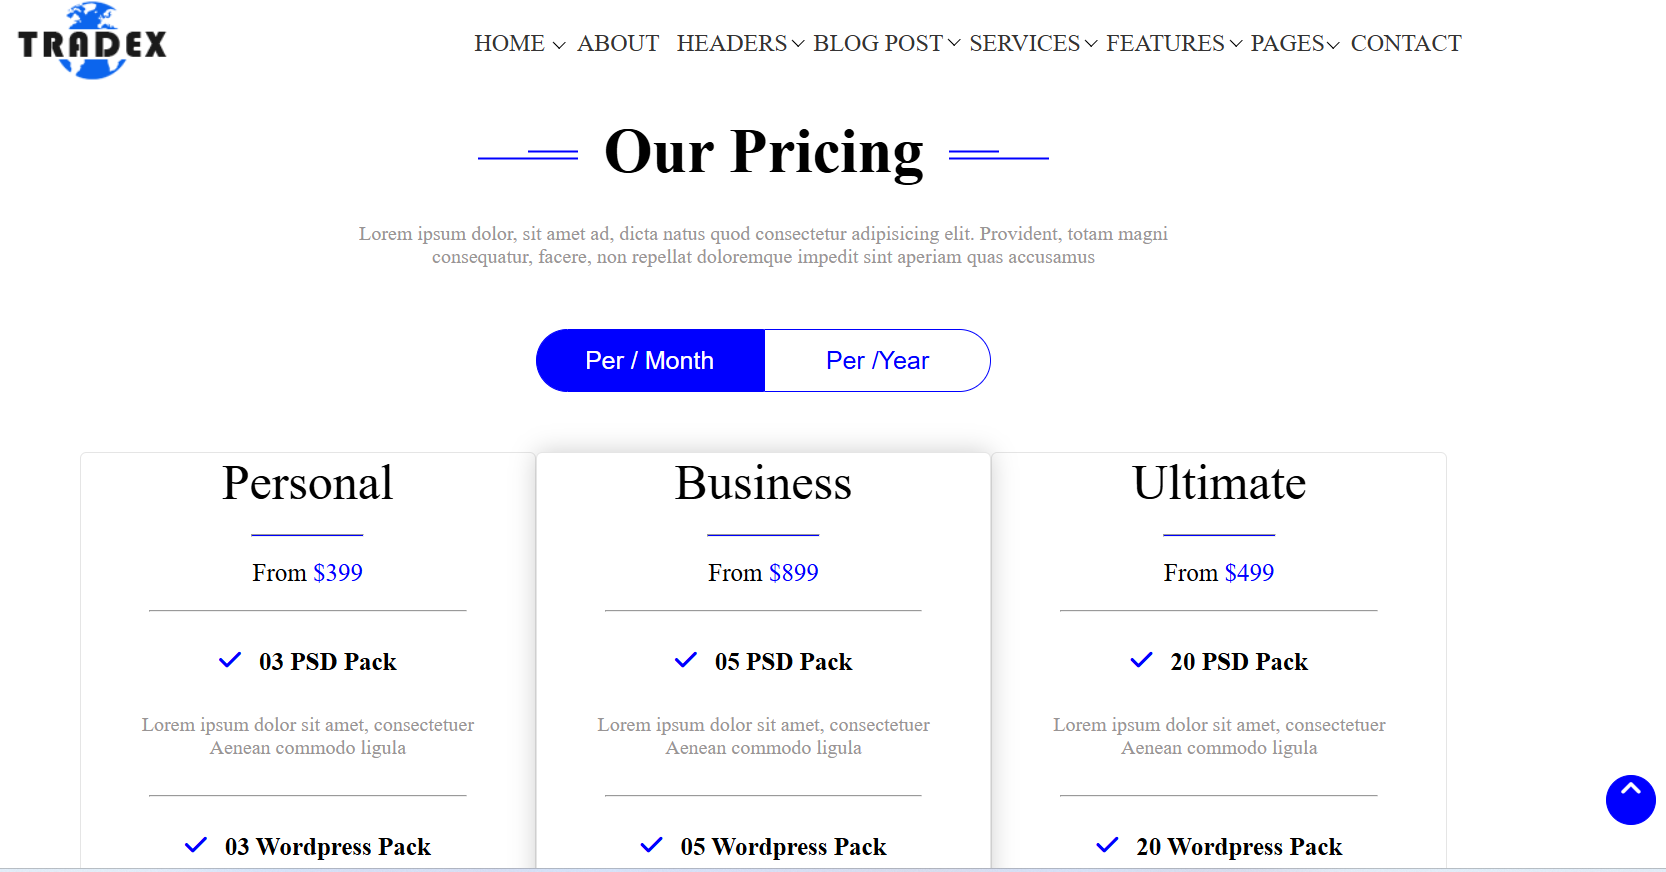 TRADEX
HOME ABOUT HEADERS BLOG POST SERVICES FEATURES PAGES CONTACT
Our Pricing
Lorem ipsum dolor, sit amet ad, dicta natus quod consectetur adipisicing elit. Provident, totam magni
consequatur, facere, non repellat doloremque impedit sint aperiam quas accusamus
Per / Month
Per /Year
Personal
From $399
03 PSD Pack
Lorem ipsum dolor sit amet, consectetuer
Aenean commodo ligula
03 Wordpress Pack
Business
From $899
05 PSD Pack
Lorem ipsum dolor sit amet, consectetuer
Aenean commodo ligula
05 Wordpress Pack
Ultimate
From $499
20 PSD Pack
Lorem ipsum dolor sit amet, consectetuer
Aenean commodo ligula
20 Wordpress Pack